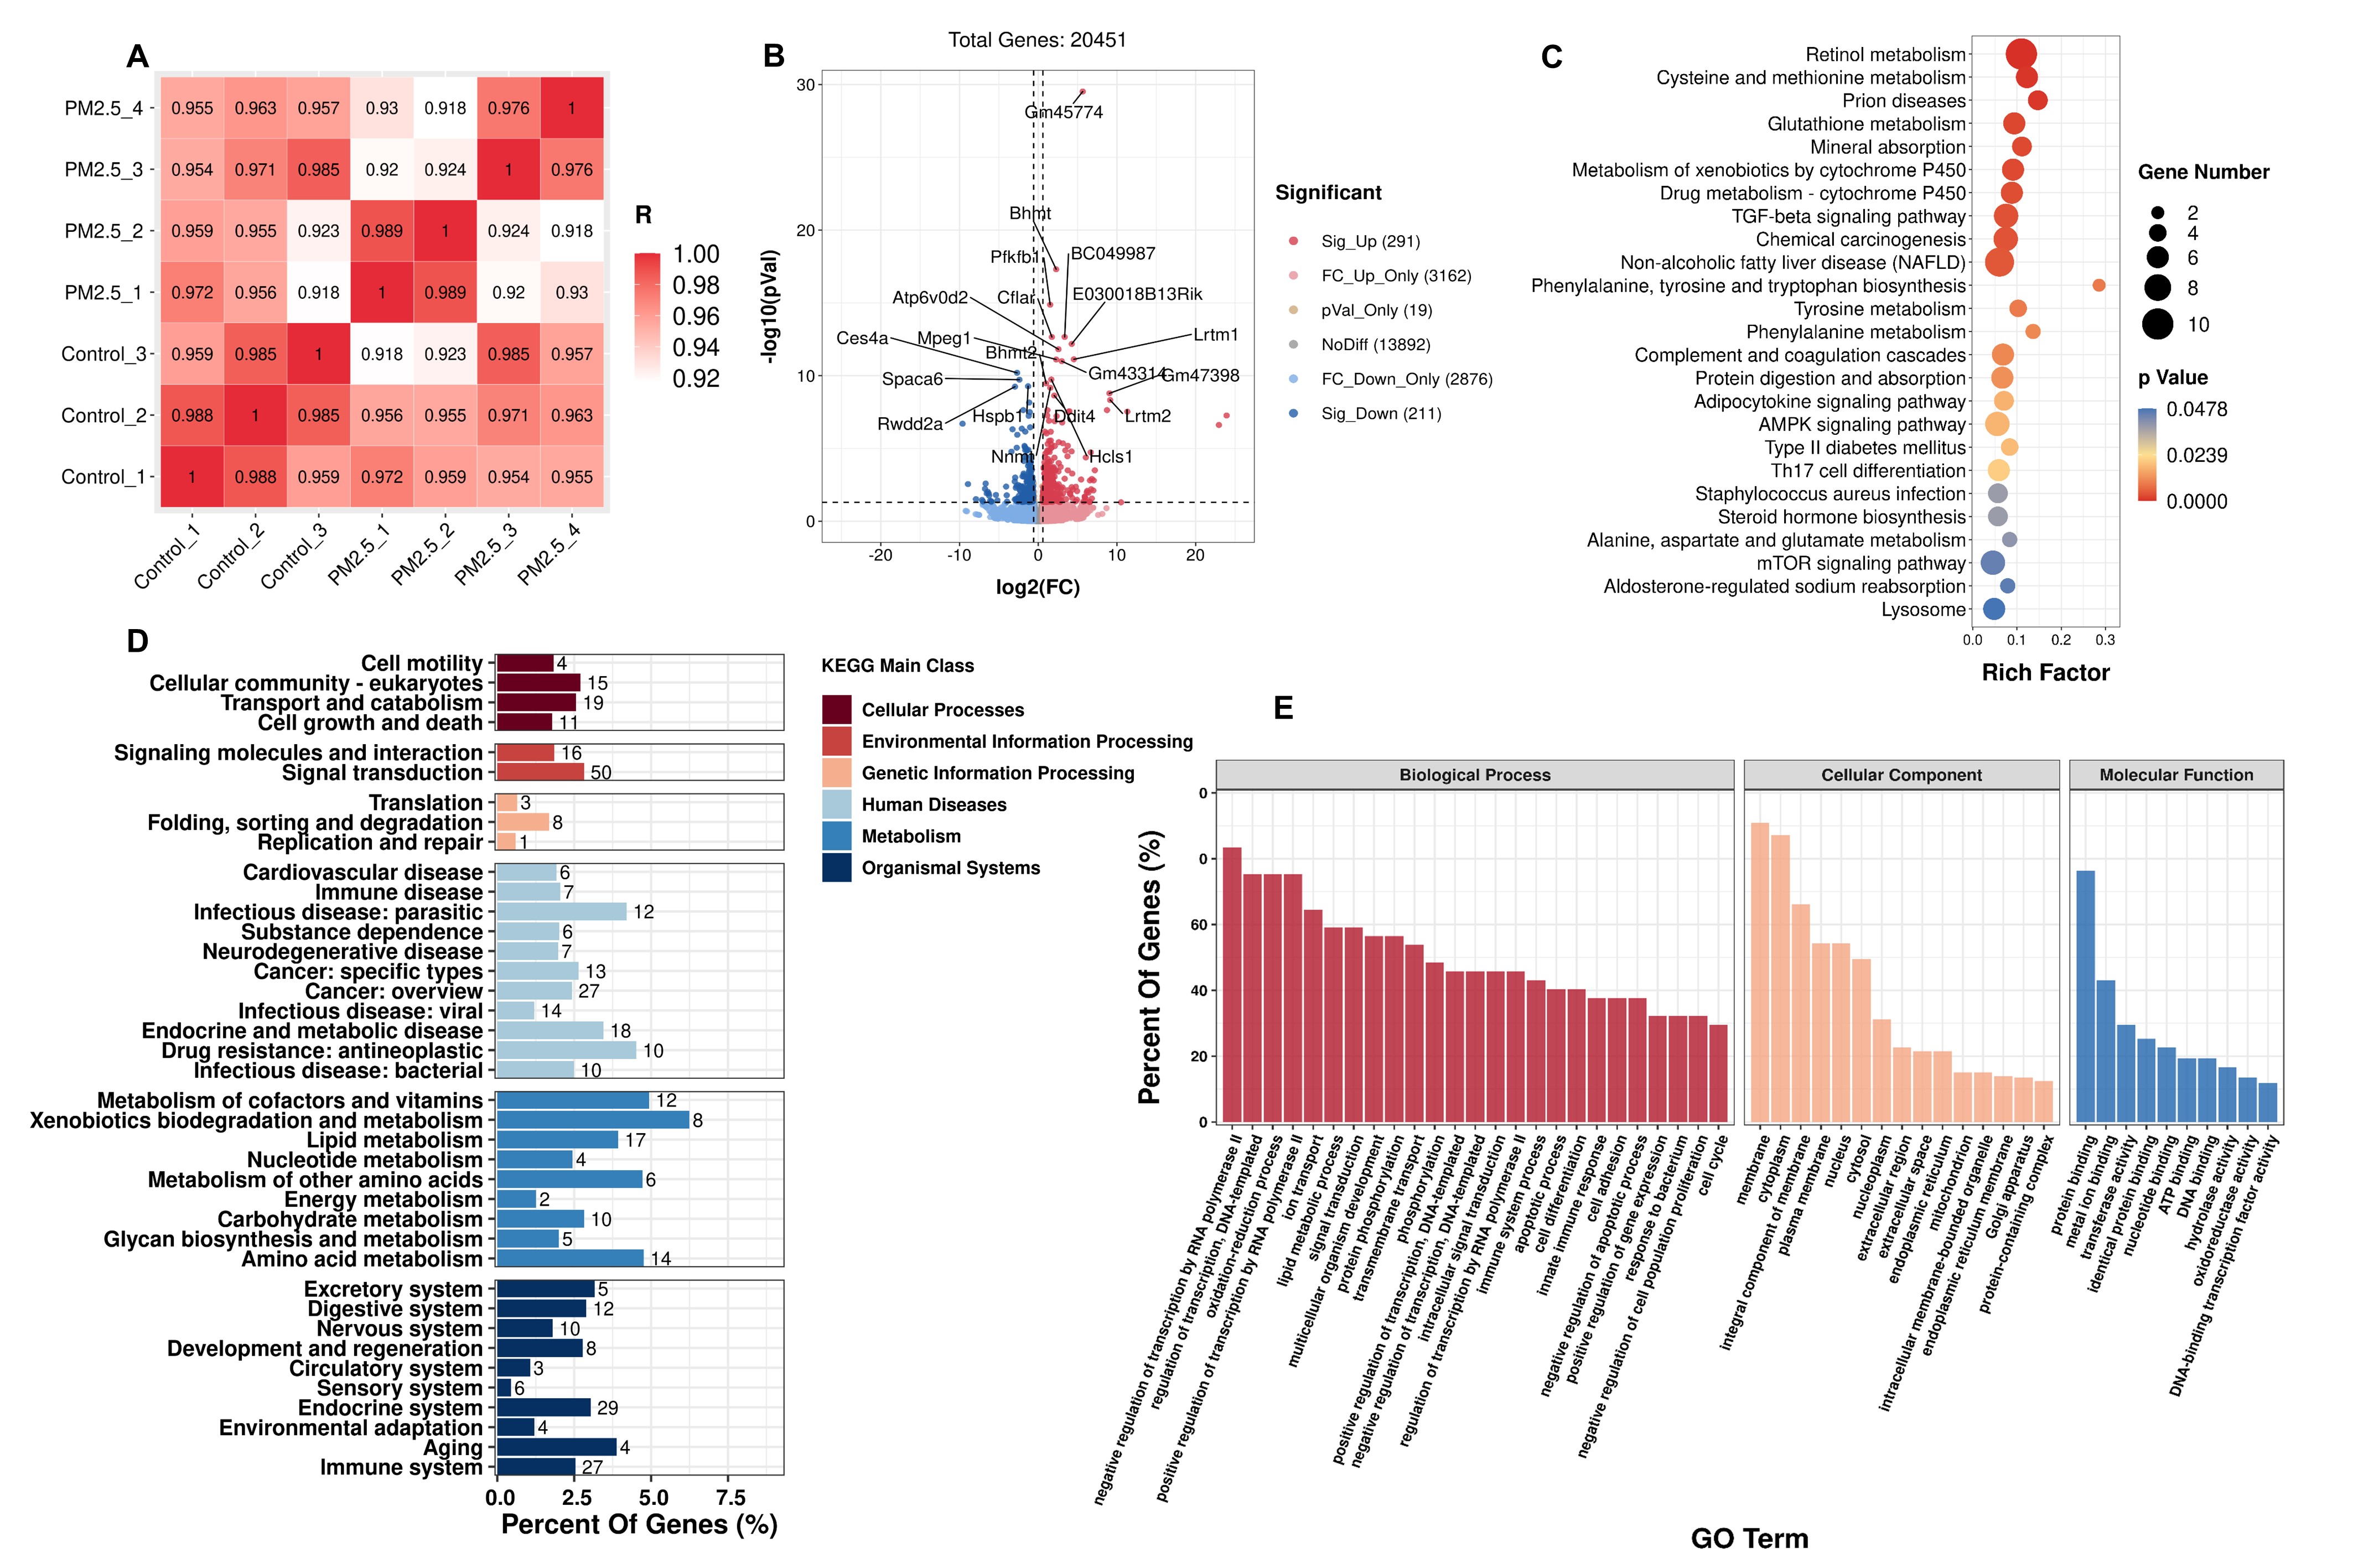 A
PM2.5_4 0.955 0.963 0.957 0.93 0.918 0.976 1
PM2.5_3 0.954 0.971 0.985 0.92 0.924 1 0.976
PM2.5_2 0.959 0.955 0.923 0.989 1 0.924 0.918
PM2.5_1 0.972 0.956 0.918 1 0.989 0.92 0.93
Control_3 0.959 0.985 1 0.918 0.923 0.985 0.957
Control_2 0.988 1 0.985 0.956 0.955 0.971 0.963
Control_1 1 0.988 0.959 0.972 0.959 0.954 0.955
Control_1 Control_2 Control_3 PM2.5_1 PM2.5_2 PM2.5_3 PM2.5_4
R
1.00
0.98
0.96
0.94
0.92
B
Total Genes: 20451
-log10(pVal)
30
20
10
0
Gm45774
Bhmt
Pfkfb1
BC049987
Atp6v0d2
Cflar
E030018B13Rik
Ces4a
Mpeg1
Lrtm1
Bhmt2
Spaca6
Gm43314
Gm47398
Rwdd2a
Hspb1
Ddit4
Lrtm2
Nnmt
Hcls1
-20 -10 0 10 20
log2(FC)
Significant
Sig_Up (291)
FC_Up_Only (3162)
pVal_Only (19)
NoDiff (13892)
FC_Down_Only (2876)
Sig_Down (211)
C
Retinol metabolism
Cysteine and methionine metabolism
Prion diseases
Glutathione metabolism
Mineral absorption
Metabolism of xenobiotics by cytochrome P450
Drug metabolism - cytochrome P450
TGF-beta signaling pathway
Chemical carcinogenesis
Non-alcoholic fatty liver disease (NAFLD)
Phenylalanine, tyrosine and tryptophan biosynthesis
Tyrosine metabolism
Phenylalanine metabolism
Complement and coagulation cascades
Protein digestion and absorption
Adipocytokine signaling pathway
AMPK signaling pathway
Type II diabetes mellitus
Th17 cell differentiation
Staphylococcus aureus infection
Steroid hormone biosynthesis
Alanine, aspartate and glutamate metabolism
mTOR signaling pathway
Aldosterone-regulated sodium reabsorption
Lysosome
0.0 0.1 0.2 0.3
Rich Factor
Gene Number
2
4
6
8
10
p Value
0.0478
0.0239
0.0000
D
Cell motility 4
Cellular community - eukaryotes 15
Transport and catabolism 19
Cell growth and death 11
Signaling molecules and interaction 16
Signal transduction 50
Translation 3
Folding, sorting and degradation 8
Replication and repair 1
Cardiovascular disease 6
Immune disease 7
Infectious disease: parasitic 12
Substance dependence 6
Neurodegenerative disease 7
Cancer: specific types 13
Cancer: overview 27
Infectious disease: viral 14
Endocrine and metabolic disease 18
Drug resistance: antineoplastic 10
Infectious disease: bacterial 10
Metabolism of cofactors and vitamins 12
Xenobiotics biodegradation and metabolism 8
Lipid metabolism 17
Nucleotide metabolism 4
Metabolism of other amino acids 6
Energy metabolism 2
Carbohydrate metabolism 10
Glycan biosynthesis and metabolism 5
Amino acid metabolism 14
Excretory system 5
Digestive system 12
Nervous system 10
Development and regeneration 8
Circulatory system 3
Sensory system 6
Endocrine system 29
Environmental adaptation 4
Aging 4
Immune system 27
0.0 2.5 5.0 7.5
Percent Of Genes (%)
KEGG Main Class
Cellular Processes
Environmental Information Processing
Genetic Information Processing
Human Diseases
Metabolism
Organismal Systems
E
Biological Process Cellular Component Molecular Function
Percent Of Genes (%)
0
0
60
40
20
0
negative regulation of transcription by RNA polymerase II
regulation of transcription, DNA-templated
oxidation-reduction process
positive regulation of transcription by RNA polymerase II
ion transport
lipid metabolic process
signal transduction
multicellular organism development
protein phosphorylation
transmembrane transport
phosphorylation
positive regulation of transcription, DNA-templated
negative regulation of transcription, DNA-templated
intracellular signal transduction
regulation of transcription by RNA polymerase II
immune system process
apoptotic process
cell differentiation
innate immune response
cell adhesion
negative regulation of apoptotic process
positive regulation of gene expression
response to bacterium
negative regulation of cell population proliferation
cell cycle
membrane
cytoplasm
integral component of membrane
plasma membrane
nucleus
cytosol
nucleoplasm
extracellular region
extracellular space
endoplasmic reticulum
mitochondrion
intracellular membrane-bounded organelle
endoplasmic reticulum membrane
Golgi apparatus
protein-containing complex
protein binding
metal ion binding
transferase activity
identical protein binding
nucleotide binding
ATP binding
DNA binding
hydrolase activity
oxidoreductase activity
DNA-binding transcription factor activity
GO Term